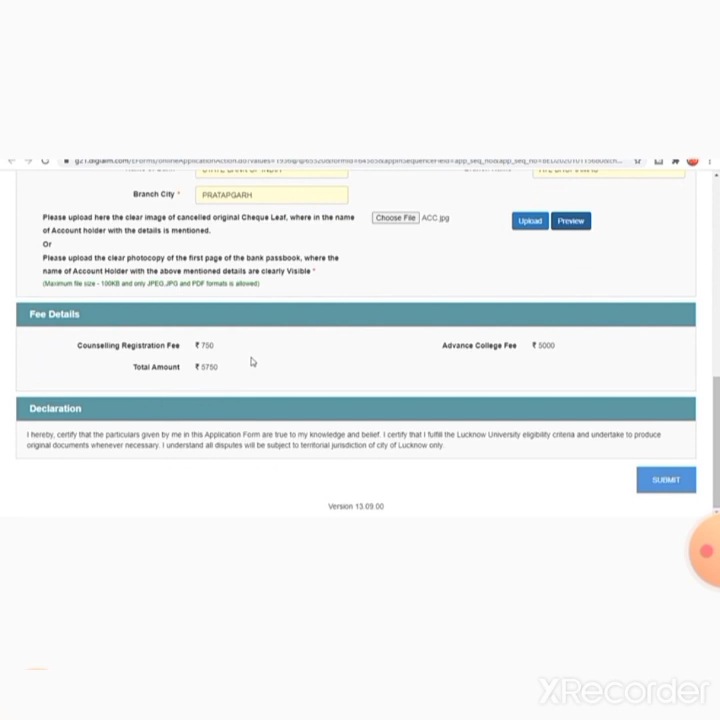 Branch City * PRATAPGARH
Please upload here the clear image of cancelled original Cheque Leaf, where in the name Choose File ACC.jpg Upload Preview
of Account holder with the details is mentioned.
Or
Please upload the clear photocopy of the first page of the bank passbook, where the
name of Account Holder with the above mentioned details are clearly Visible *
(Maximum file size - 100KB and only JPEG,JPG and PDF formats is allowed)
Fee Details
Counselling Registration Fee ₹ 750 Advance College Fee ₹ 5000
Total Amount ₹ 5750
Declaration
I hereby, certify that the particulars given by me in this Application Form are true to my knowledge and belief. I certify that I fulfill the Lucknow University eligibility criteria and undertake to produce
original documents whenever necessary. I understand all disputes will be subject to territorial jurisdiction of city of Lucknow only.
SUBMIT
Version 13.09.00
XRecorder